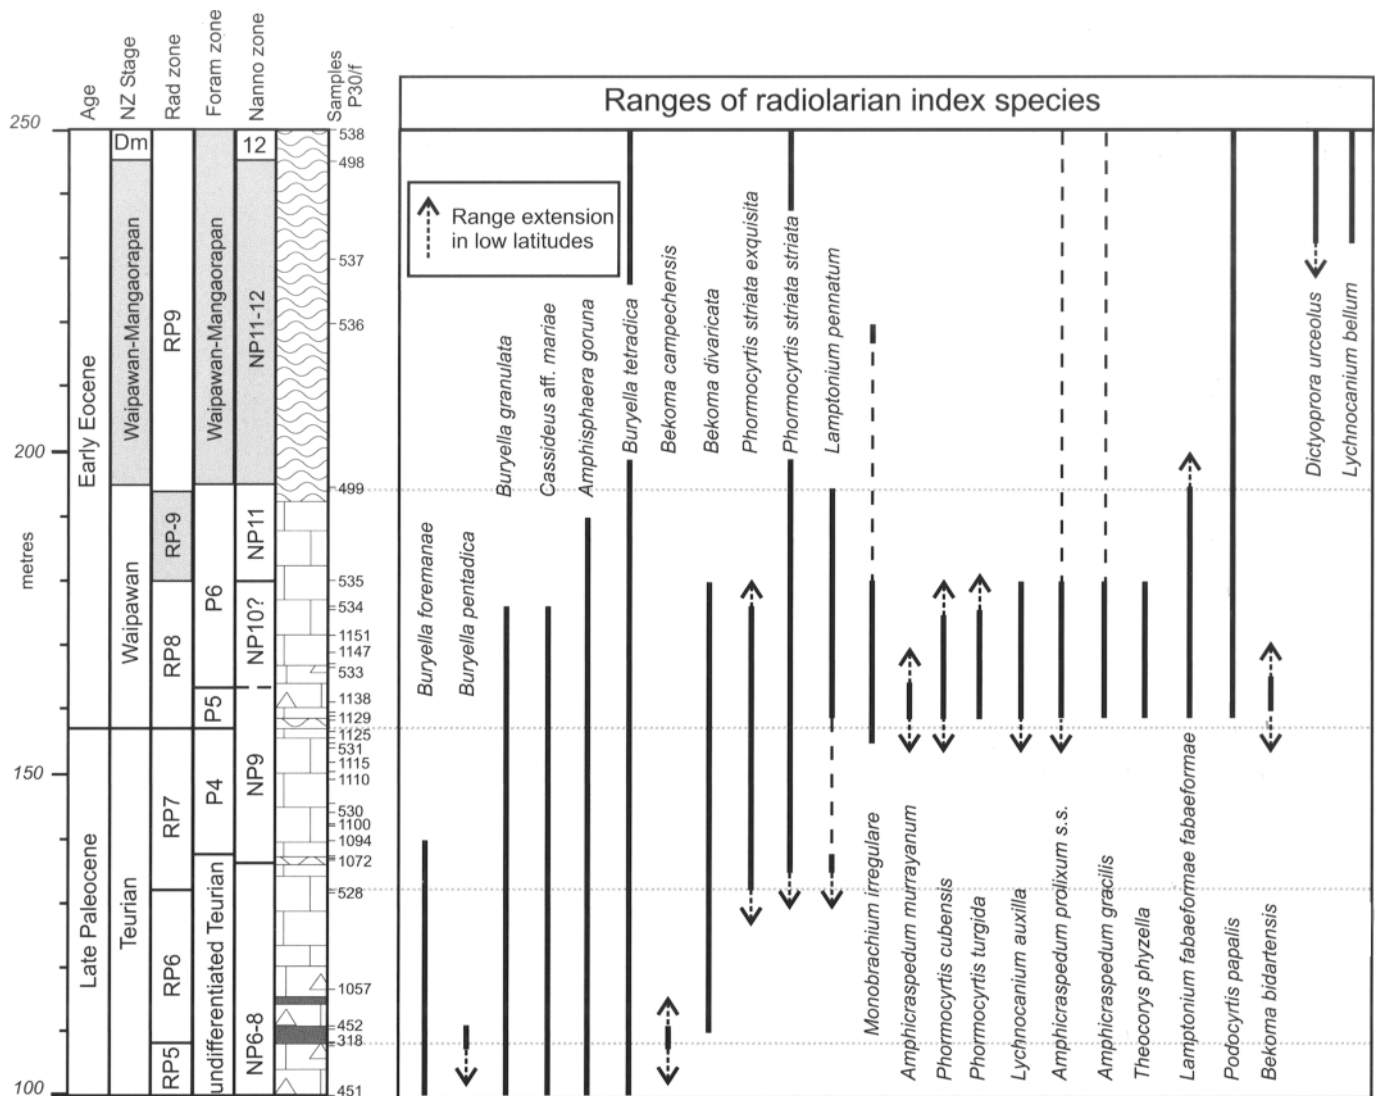 Age
NZ Stage
Rad zone
Foram zone
Nanno zone
Samples
P30/f
Ranges of radiolarian index species
250
200
150
100
metres
Early Eocene
Late Paleocene
Dm
Waipawan-Mangaorapan
Waipawan
Teurian
RP9
RP-9
RP8
RP7
RP6
RP5
Waipawan-Mangaorapan
P6
P5
P4
undifferentiated Teurian
12
NP11-12
NP11
NP10?
NP9
NP6-8
538
498
537
536
499
535
534
1151
1147
533
1138
1129
1125
531
1115
1110
530
1100
1094
1072
528
1057
452
318
451
Range extension
in low latitudes
Buryella foremanae
Buryella pentadica
Buryella granulata
Cassideus aff. mariae
Amphisphaera goruna
Buryella tetradica
Bekoma campechensis
Bekoma divaricata
Phormocyrtis striata exquisita
Phormocyrtis striata striata
Lamptonium pennatum
Monobrachium irregulare
Amphicraspedum murrayanum
Phormocyrtis cubensis
Phormocyrtis turgida
Lychnocanium auxilla
Amphicraspedum prolixum s.s.
Amphicraspedum gracilis
Theocorys phyzella
Lamptonium fabaeformae fabaeformae
Podocyrtis papalis
Bekoma bidartensis
Dictyoprora urceolus
Lychnocanium bellum